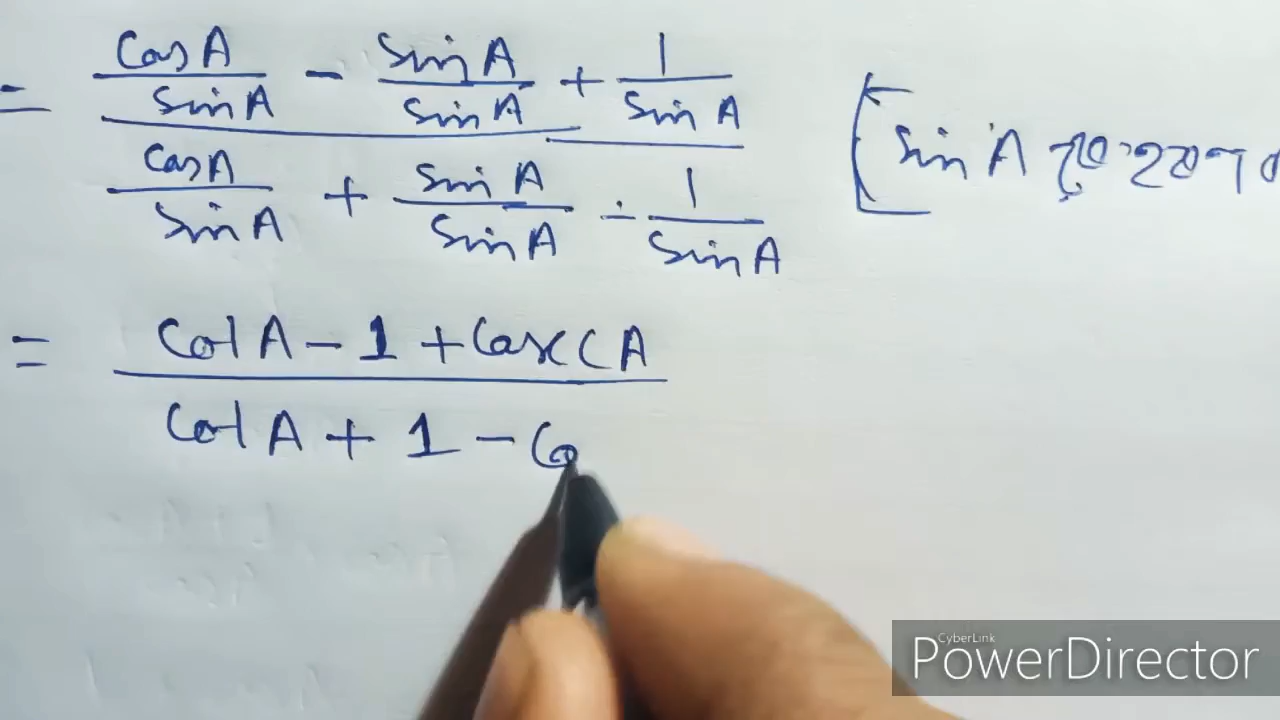 = cosA/sinA - sinA/sinA + 1/sinA
cosA/sinA + sinA/sinA - 1/sinA
[sin A
= cotA - 1 + CosecA
cotA + 1 - Co
CyberLink
PowerDirector